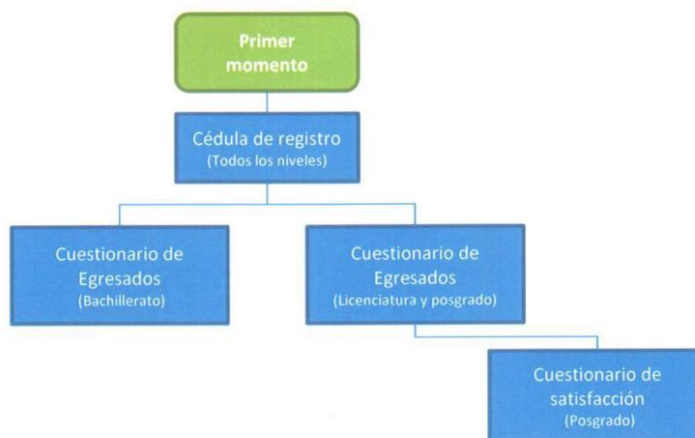 Primer
momento
Cédula de registro
(Todos los niveles)
Cuestionario de
Egresados
(Bachillerato)
Cuestionario de
Egresados
(Licenciatura y posgrado)
Cuestionario de
satisfacción
(Posgrado)